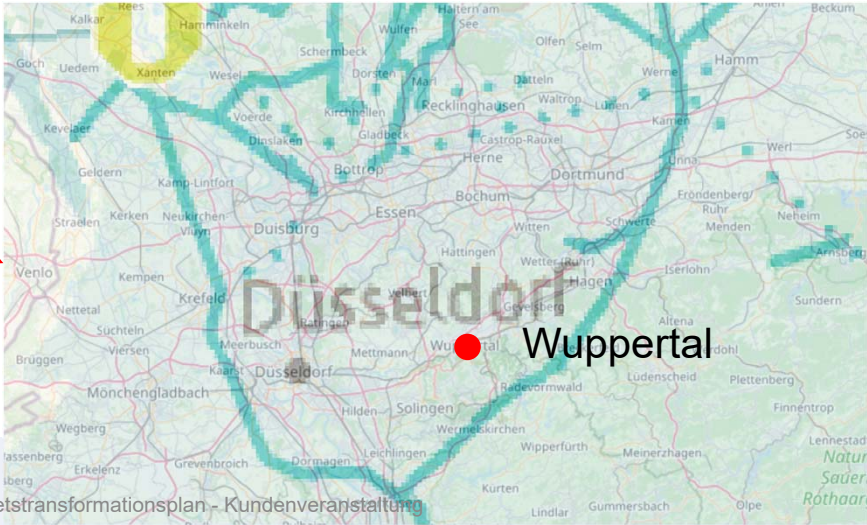 Rees
Kalkar
Hamminkeln
Haltern am
See
Wulfen
Beckum
Olfen
Selm
Hamm
Goch
Uedem
Xanten
Wesel
Schermbeck
Dorsten
Marl
Datteln
Werne
Recklinghausen
Waltrop
Lünen
Voerde
Kirchhellen
Kevelaer
Dinslaken
Gladbeck
Castrop-Rauxel
Kamen
Werl
Herne
Unna
Geldern
Bottrop
Kamp-Lintfort
Dortmund
Bochum
Fröndenberg/
Ruhr
Straelen
Kerken
Neukirchen
Vluyn
Essen
Duisburg
Witten
Schwerte
Menden
Neheim
Hattingen
Arnsberg
Venlo
Kempen
Wetter (Ruhr)
Hagen
Iserlohn
Krefeld
Velbert
Düsseldorf
Gevelsberg
Sundern
Nettetal
Süchteln
Ratingen
Altena
Brüggen
Viersen
Meerbusch
Mettmann
Wuppertal
Kaarst
Düsseldorf
Radevormwald
Lüdenscheid
Plettenberg
Mönchengladbach
Hilden
Solingen
Finnentrop
Wegberg
Wermelskirchen
Lennestad
assenberg
Erkelenz
Grevenbroich
Dormagen
Leichlingen
Wipperfürth
Meinerzhagen
Natur
Sauer
Rothaar
Kürten
Lindlar
Gummersbach
Olpe
etstransformationsplan - Kundenveranstaltung